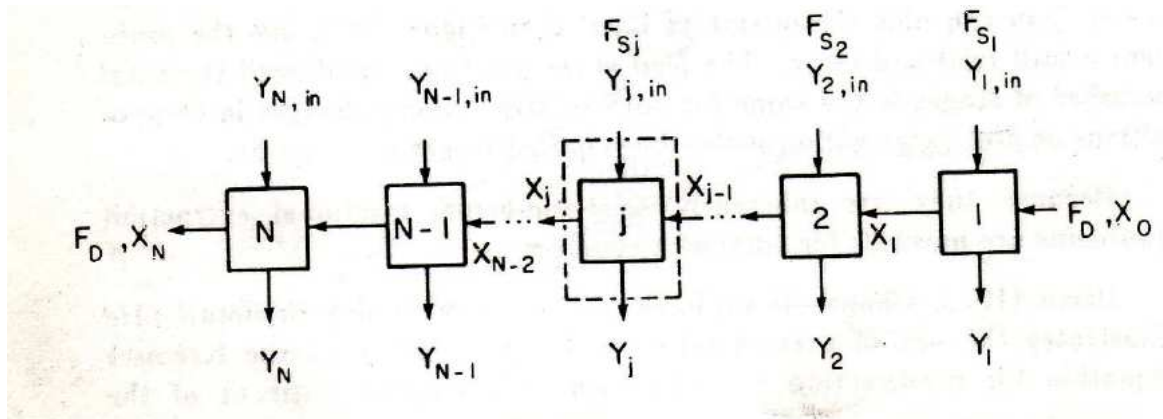 F_Sj F_S2 F_S1
Y_N,in Y_N-1,in Y_j,in Y_2,in Y_1,in
X_j X_j-1
N N-1 j 2 1
F_D, X_N X_N-2 X_1 F_D, X_O
Y_N Y_N-1 Y_j Y_2 Y_1